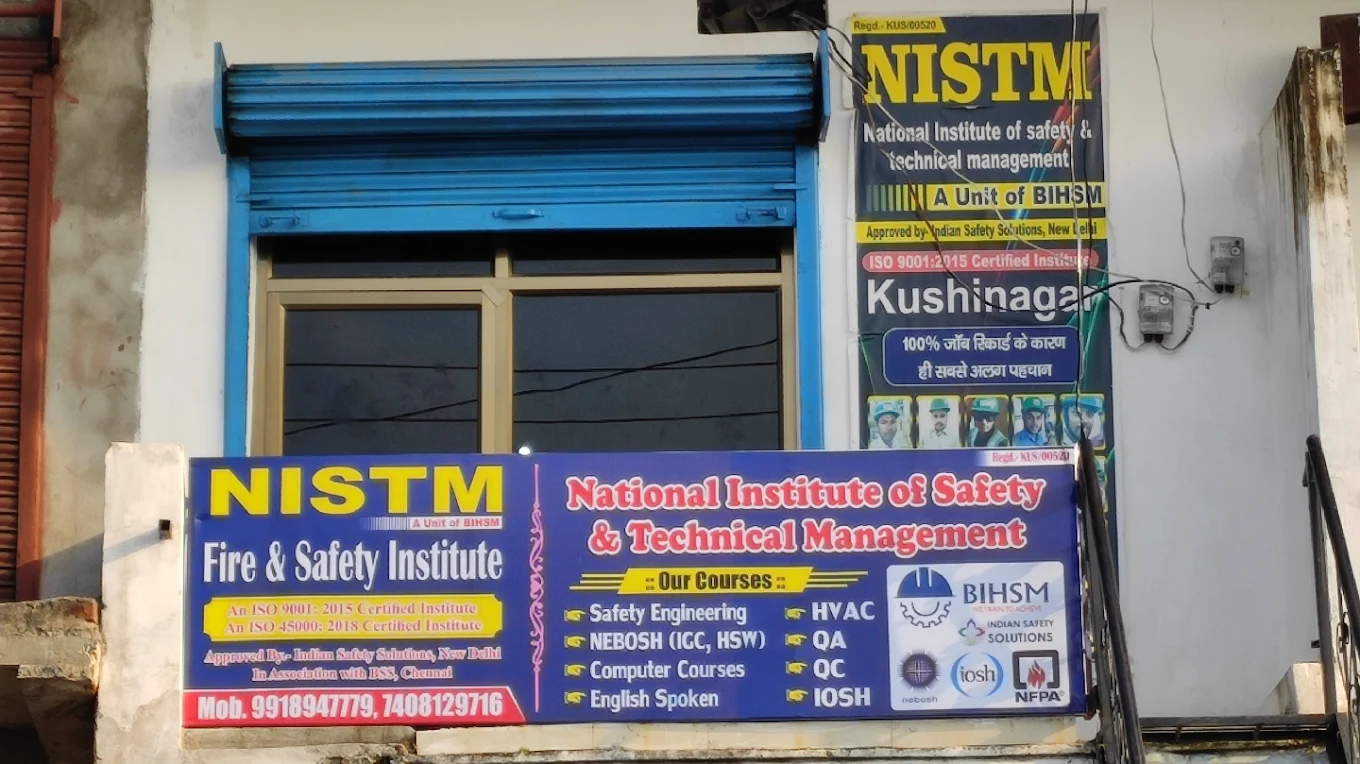 Regd.- KUS/00520
NISTM
National Institute of safety &
technical management
A Unit of BIHSM
Approved by- Indian Safety Solutions, New Delhi
ISO 9001:2015 Certified Institute
Kushinagar
100% जॉब रिकार्ड के कारण
ही सबसे अलग पहचान
NISTM
A Unit of BIHSM
Fire & Safety Institute
An ISO 9001: 2015 Certified Institute
An ISO 45000: 2018 Certified Institute
Approved By.- Indian Safety Solutions, New Delhi
In Association with BSS, Chennai
Mob. 9918947779, 7408129716
Regd.- KUS/00520
National Institute of Safety
& Technical Management
:: Our Courses ::
Safety Engineering
NEBOSH (IGC, HSW)
Computer Courses
English Spoken
HVAC
QA
QC
IOSH
BIHSM
WE TRAIN TO ACHIEVE
INDIAN SAFETY
SOLUTIONS
nebosh
iosh
NFPA